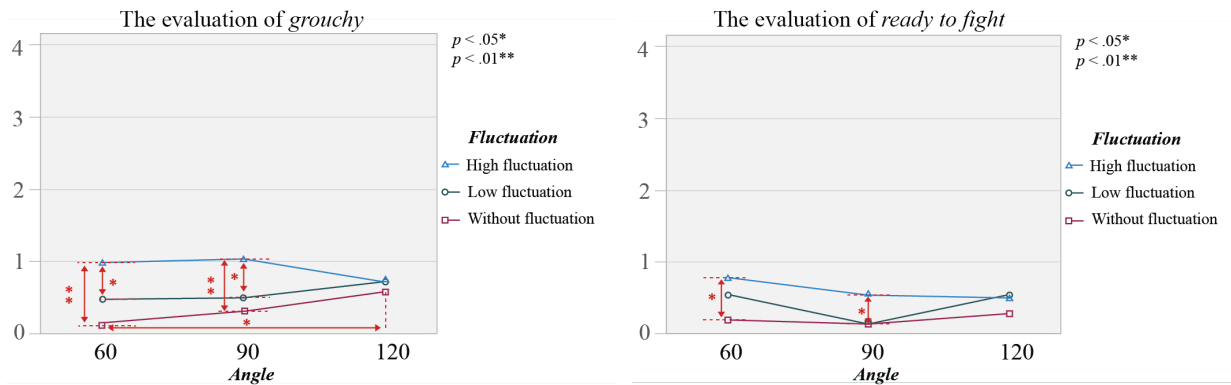 The evaluation of grouchy
p < .05*
p < .01**
4
3
2
1
0
60
90
120
Angle
Fluctuation
High fluctuation
Low fluctuation
Without fluctuation
*
*
*
*
*
*
*
The evaluation of ready to fight
p < .05*
p < .01**
4
3
2
1
0
60
90
120
Angle
Fluctuation
High fluctuation
Low fluctuation
Without fluctuation
*
*